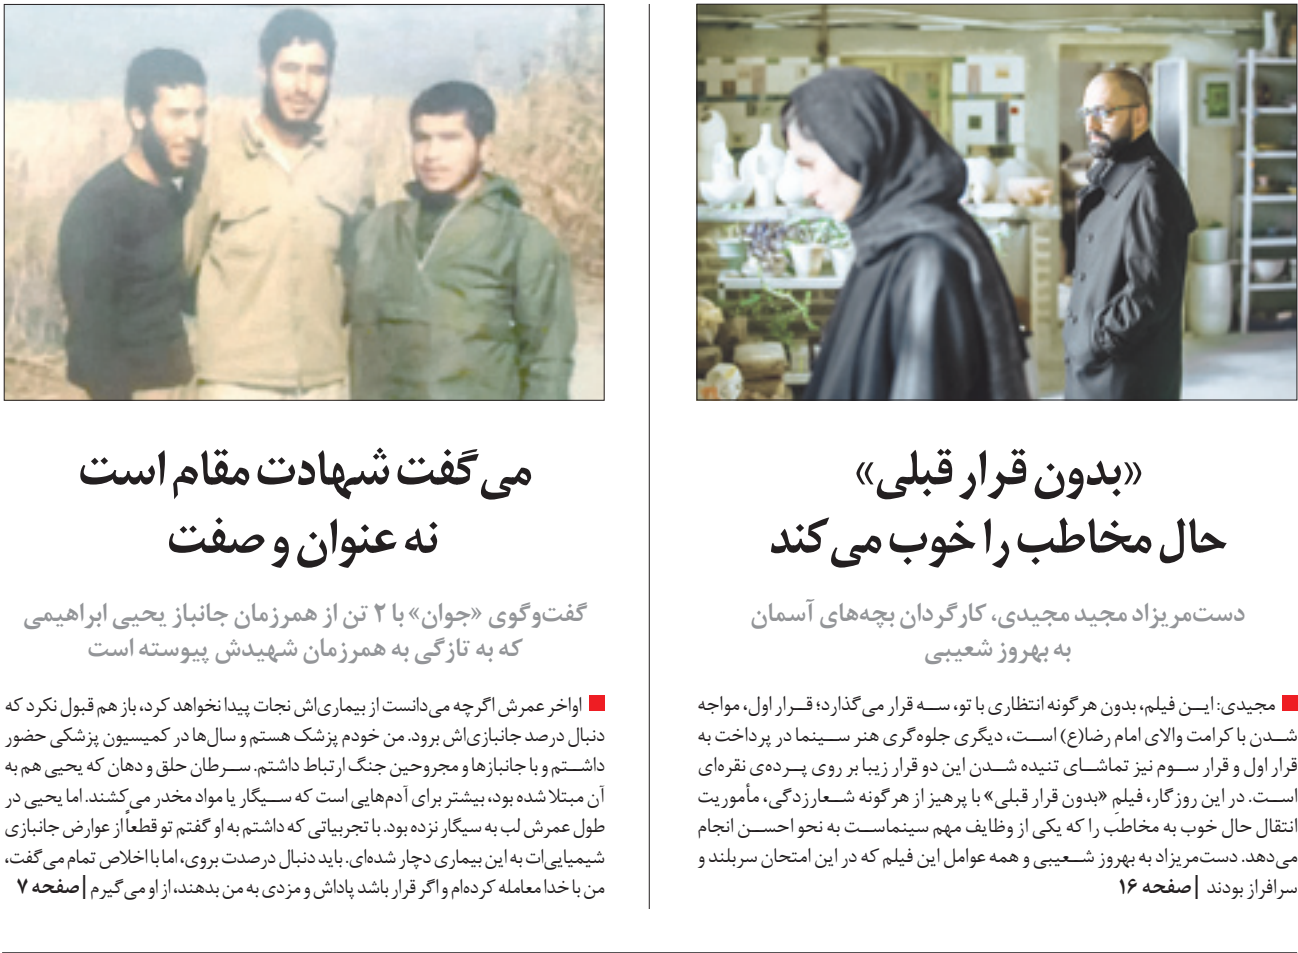 «بدون قرار قبلی»
حال مخاطب را خوب می‌کند
دست‌مریزاد مجید مجیدی، کارگردان بچه‌های آسمان
به بهروز شعیبی
مجیدی: ایــن فیلم، بدون هرگونه انتظاری با تو، ســه قرار می‌گذارد؛ قــرار اول، مواجه
شــدن با کرامت والای امام رضا(ع) اســت، دیگری جلوه‌گری هنر ســینما در پرداخت به
قرار اول و قرار ســوم نیز تماشــای تنیده شــدن این دو قرار زیبا بر روی پــرده‌ی نقره‌ای
اســت. در این روزگار، فیلمِ «بدون قرار قبلی» با پرهیز از هرگونه شــعارزدگی، مأموریت
انتقال حال خوب به مخاطب را که یکی از وظایف مهم سینماســت به نحو احســن انجام
می‌دهد. دست‌مریزاد به بهروز شــعیبی و همه عوامل این فیلم که در این امتحان سربلند و
سرافراز بودند | صفحه ۱۶
می‌گفت شهادت مقام است
نه عنوان و صفت
گفت‌وگوی «جوان» با ۲ تن از همرزمان جانباز یحیی ابراهیمی
که به تازگی به همرزمان شهیدش پیوسته است
اواخر عمرش اگرچه می‌دانست از بیماری‌اش نجات پیدا نخواهد کرد، باز هم قبول نکرد که
دنبال درصد جانبازی‌اش برود. من خودم پزشک هستم و سال‌ها در کمیسیون پزشکی حضور
داشــتم و با جانبازها و مجروحین جنگ ارتباط داشتم. ســرطان حلق و دهان که یحیی هم به
آن مبتلا شده بود، بیشتر برای آدم‌هایی است که ســیگار یا مواد مخدر می‌کشند. اما یحیی در
طول عمرش لب به سیگار نزده بود. با تجربیاتی که داشتم به او گفتم تو قطعاً از عوارض جانبازی
شیمیایی‌ات به این بیماری دچار شده‌ای. باید دنبال درصدت بروی، اما با اخلاص تمام می‌گفت،
من با خدا معامله کرده‌ام و اگر قرار باشد پاداش و مزدی به من بدهند، از او می‌گیرم | صفحه ۷